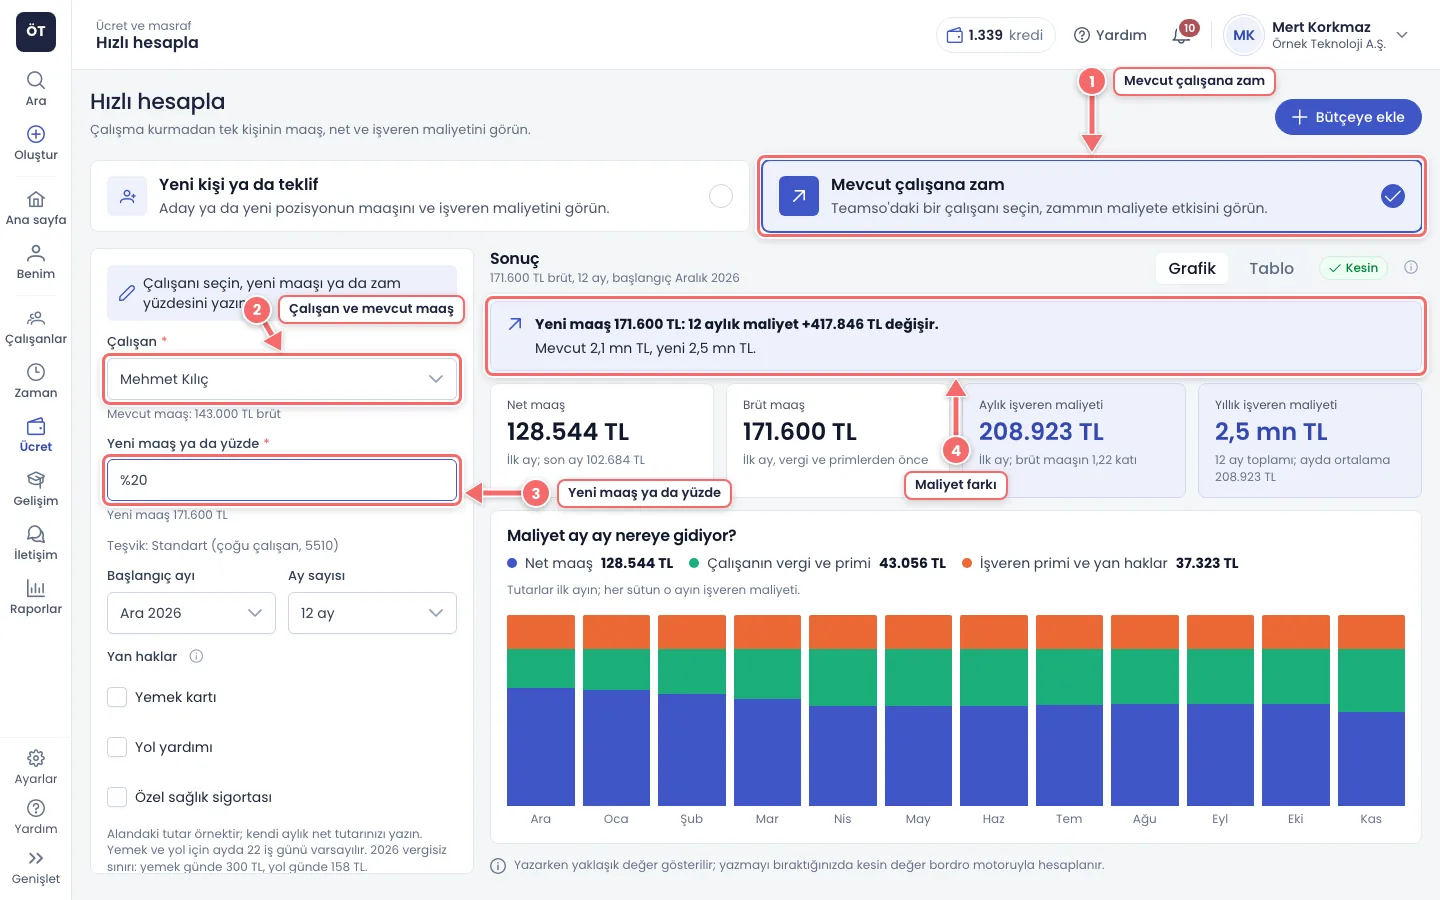 ÖT
Ara
Oluştur
Ana sayfa
Benim
Çalışanlar
Zaman
Ücret
Gelişim
İletişim
Raporlar
Ayarlar
Yardım
Genişlet
Ücret ve masraf
Hızlı hesapla
1.339 kredi
Yardım
10
MK
Mert Korkmaz
Örnek Teknoloji A.Ş.
Hızlı hesapla
Çalışma kurmadan tek kişinin maaş, net ve işveren maliyetini görün.
1
Mevcut çalışana zam
Bütçeye ekle
Yeni kişi ya da teklif
Aday ya da yeni pozisyonun maaşını ve işveren maliyetini görün.
Mevcut çalışana zam
Teamso'daki bir çalışanı seçin, zammın maliyete etkisini görün.
Çalışanı seçin, yeni maaşı ya da zam
yüzdesini yazın
2
Çalışan ve mevcut maaş
Çalışan *
Mehmet Kılıç
Mevcut maaş: 143.000 TL brüt
Yeni maaş ya da yüzde *
%20
3
Yeni maaş ya da yüzde
Yeni maaş 171.600 TL
Teşvik: Standart (çoğu çalışan, 5510)
Başlangıç ayı
Ay sayısı
Ara 2026
12 ay
Yan haklar
Yemek kartı
Yol yardımı
Özel sağlık sigortası
Alandaki tutar örnektir; kendi aylık net tutarınızı yazın.
Yemek ve yol için ayda 22 iş günü varsayılır. 2026 vergisiz
sınırı: yemek günde 300 TL, yol günde 158 TL.
Sonuç
171.600 TL brüt, 12 ay, başlangıç Aralık 2026
Grafik
Tablo
Kesin
Yeni maaş 171.600 TL: 12 aylık maliyet +417.846 TL değişir.
Mevcut 2,1 mn TL, yeni 2,5 mn TL.
Net maaş
128.544 TL
İlk ay; son ay 102.684 TL
Brüt maaş
171.600 TL
İlk ay, vergi ve primlerden önce
Aylık işveren maliyeti
208.923 TL
İlk ay; brüt maaşın 1,22 katı
Yıllık işveren maliyeti
2,5 mn TL
12 ay toplamı; ayda ortalama
208.923 TL
4
Maliyet farkı
Maliyet ay ay nereye gidiyor?
Net maaş 128.544 TL
Çalışanın vergi ve primi 43.056 TL
İşveren primi ve yan haklar 37.323 TL
Tutarlar ilk ayın; her sütun o ayın işveren maliyeti.
Ara Oca Şub Mar Nis May Haz Tem Ağu Eyl Eki Kas
Yazarken yaklaşık değer gösterilir; yazmayı bıraktığınızda kesin değer bordro motoruyla hesaplanır.